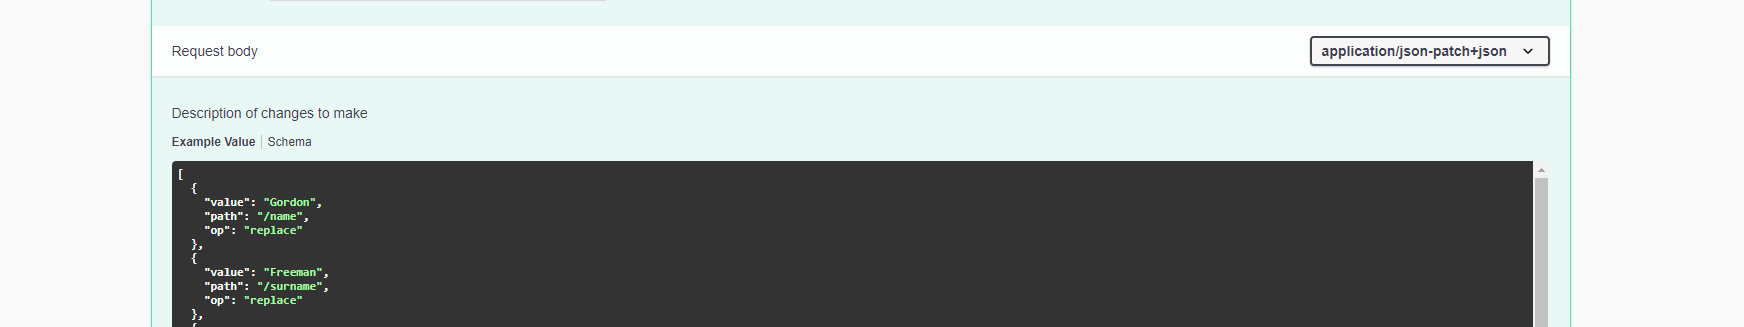 Request body
application/json-patch+json
Description of changes to make
Example Value
Schema
[
{
"value": "Gordon",
"path": "/name",
"op": "replace"
},
{
"value": "Freeman",
"path": "/surname",
"op": "replace"
},
{